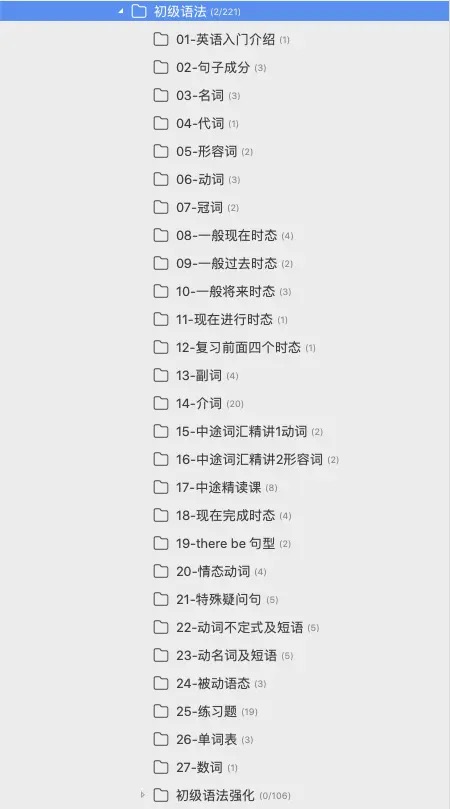 初级语法 (2/221)
01-英语入门介绍 (1)
02-句子成分 (3)
03-名词 (3)
04-代词 (1)
05-形容词 (2)
06-动词 (3)
07-冠词 (2)
08-一般现在时态 (4)
09-一般过去时态 (2)
10-一般将来时态 (3)
11-现在进行时态 (1)
12-复习前面四个时态 (1)
13-副词 (4)
14-介词 (20)
15-中途词汇精讲1动词 (2)
16-中途词汇精讲2形容词 (2)
17-中途精读课 (8)
18-现在完成时态 (4)
19-there be 句型 (2)
20-情态动词 (4)
21-特殊疑问句 (5)
22-动词不定式及短语 (5)
23-动名词及短语 (5)
24-被动语态 (3)
25-练习题 (19)
26-单词表 (3)
27-数词 (1)
初级语法强化 (0/106)